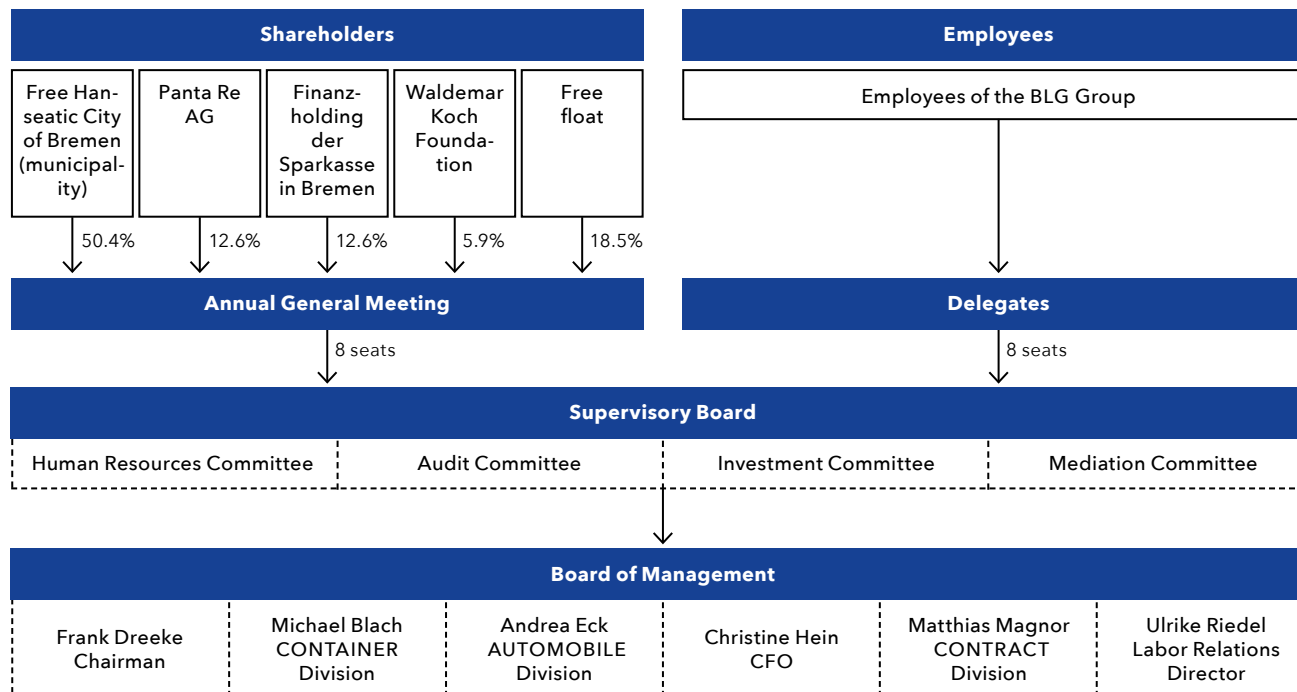 Shareholders
Employees
Free Han-
seatic City
of Bremen
(municipal-
ity)
Panta Re
AG
Finanz-
holding
der
Sparkasse
in Bremen
Waldemar
Koch
Founda-
tion
Free
float
Employees of the BLG Group
50.4%
12.6%
12.6%
5.9%
18.5%
Annual General Meeting
Delegates
8 seats
8 seats
Supervisory Board
Human Resources Committee
Audit Committee
Investment Committee
Mediation Committee
Board of Management
Frank Dreeke
Chairman
Michael Blach
CONTAINER
Division
Andrea Eck
AUTOMOBILE
Division
Christine Hein
CFO
Matthias Magnor
CONTRACT
Division
Ulrike Riedel
Labor Relations
Director